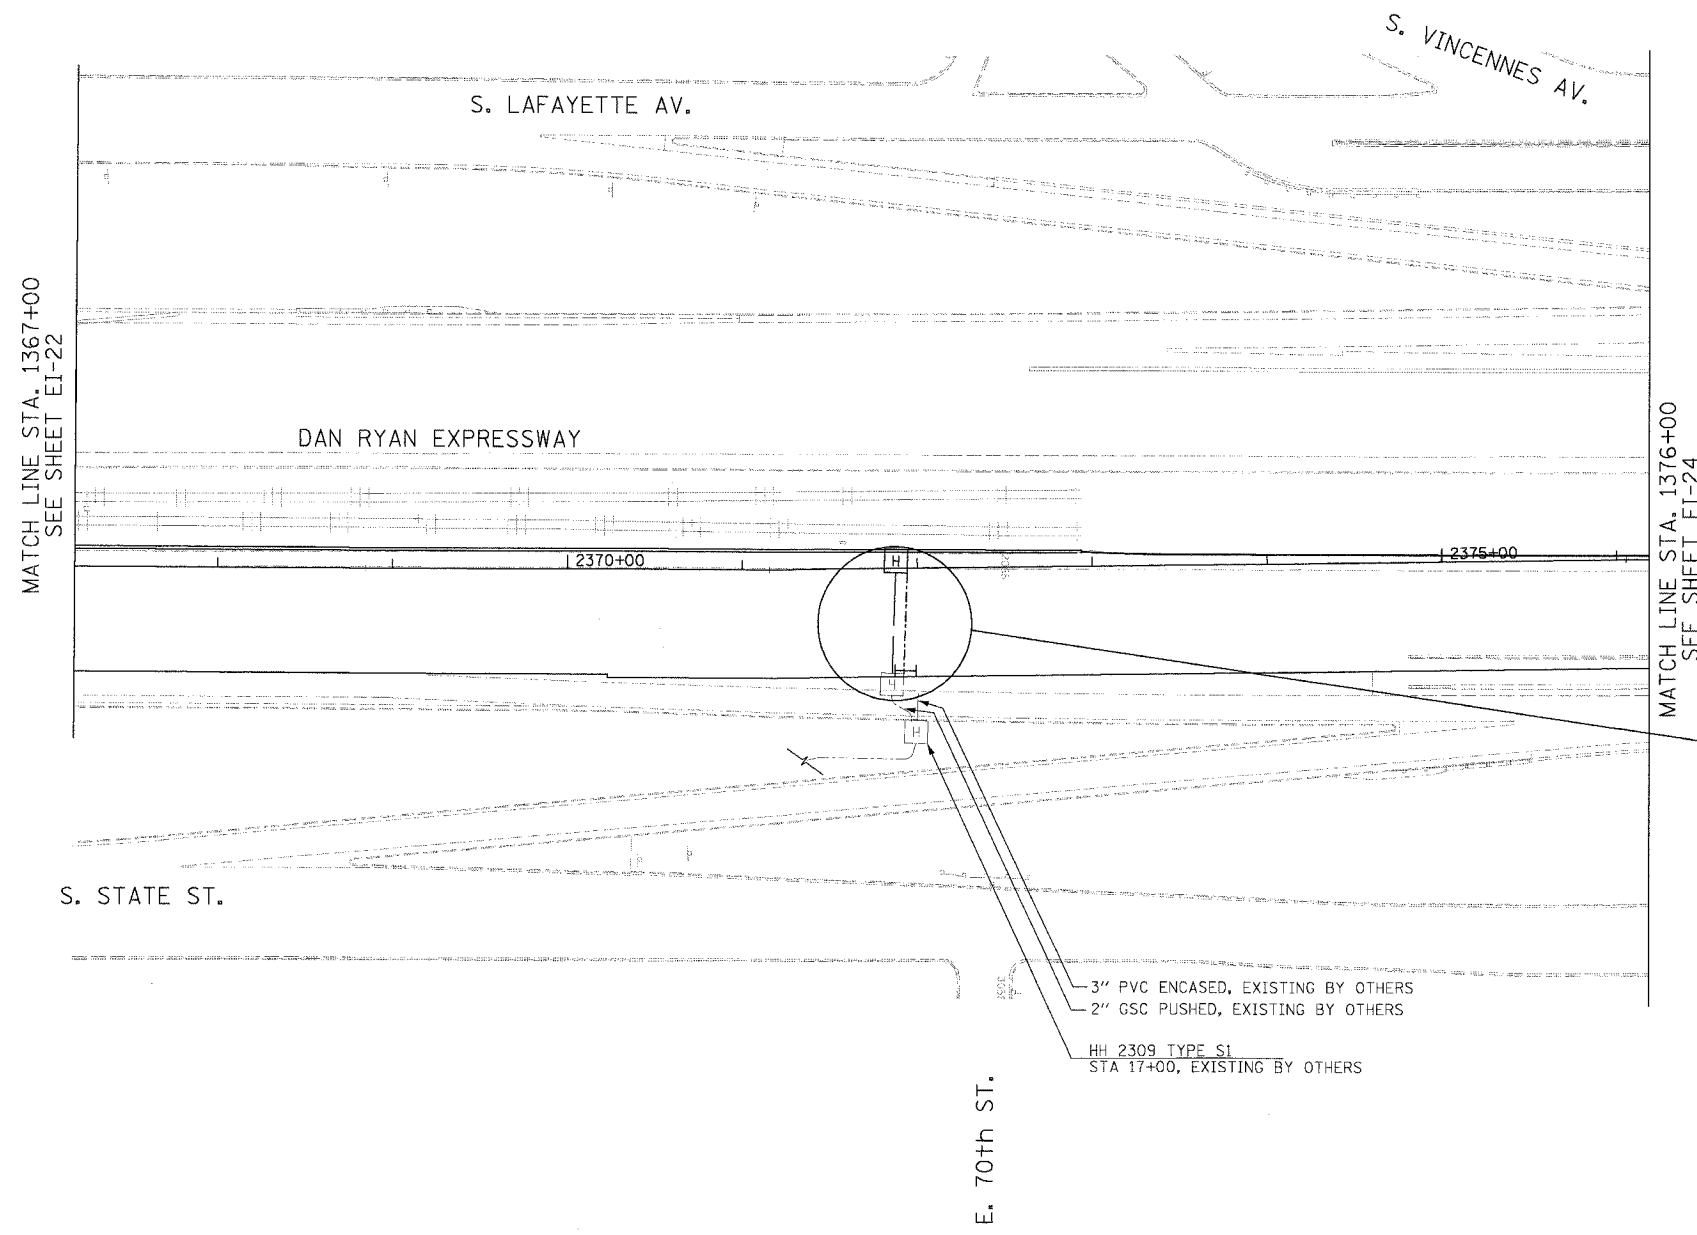 S. VINCENNES AV.
S. LAFAYETTE AV.
MATCH LINE STA. 1367+00
SEE SHEET EI-22
DAN RYAN EXPRESSWAY
MATCH LINE STA. 1376+00
SEE SHEET EI-24
2370+00
2375+00
H
H
S. STATE ST.
3" PVC ENCASED, EXISTING BY OTHERS
2" GSC PUSHED, EXISTING BY OTHERS
HH 2309 TYPE S1
STA 17+00, EXISTING BY OTHERS
E. 70th ST.